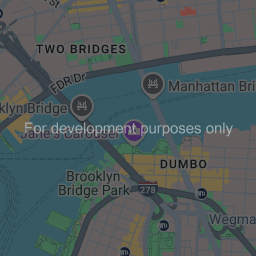 TWO BRIDGES
FDR Dr
Manhattan Bri
klyn Bridge
For development purposes only
Jane's Carousel
DUMBO
Brooklyn
Bridge Park
278
Wegma